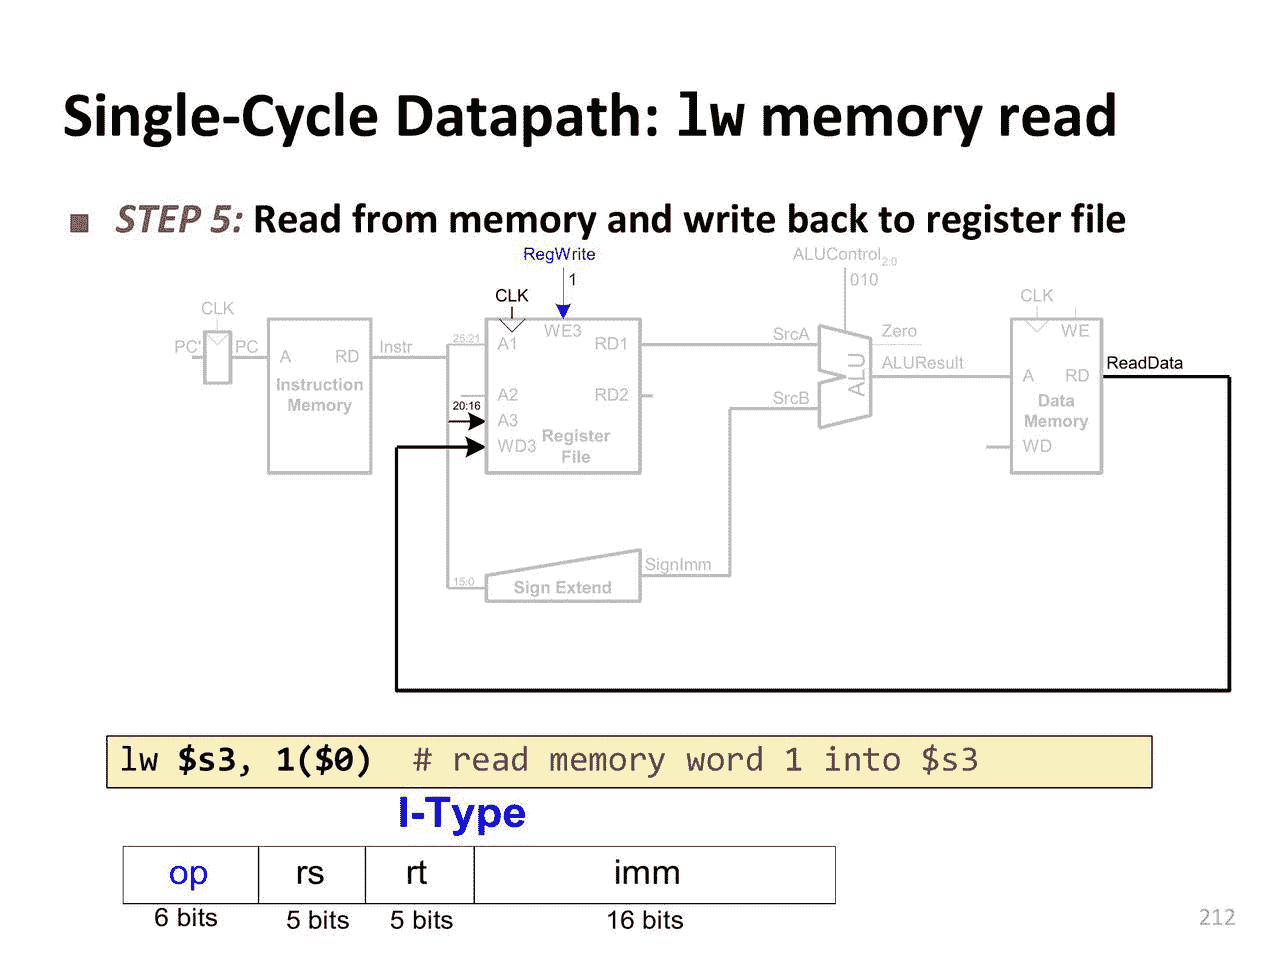 Single-Cycle Datapath: lw memory read
■ STEP 5: Read from memory and write back to register file
RegWrite
1
ALUControl2:0
010
CLK
CLK
CLK
PC'
PC
A
RD
Instruction
Memory
Instr
25:21
20:16
15:0
A1
A2
A3
WD3
WE3
RD1
RD2
Register
File
Sign Extend
SignImm
SrcA
SrcB
ALU
Zero
ALUResult
WE
A
RD
Data
Memory
WD
ReadData
lw $s3, 1($0) # read memory word 1 into $s3
I-Type
op rs rt imm
6 bits 5 bits 5 bits 16 bits
212